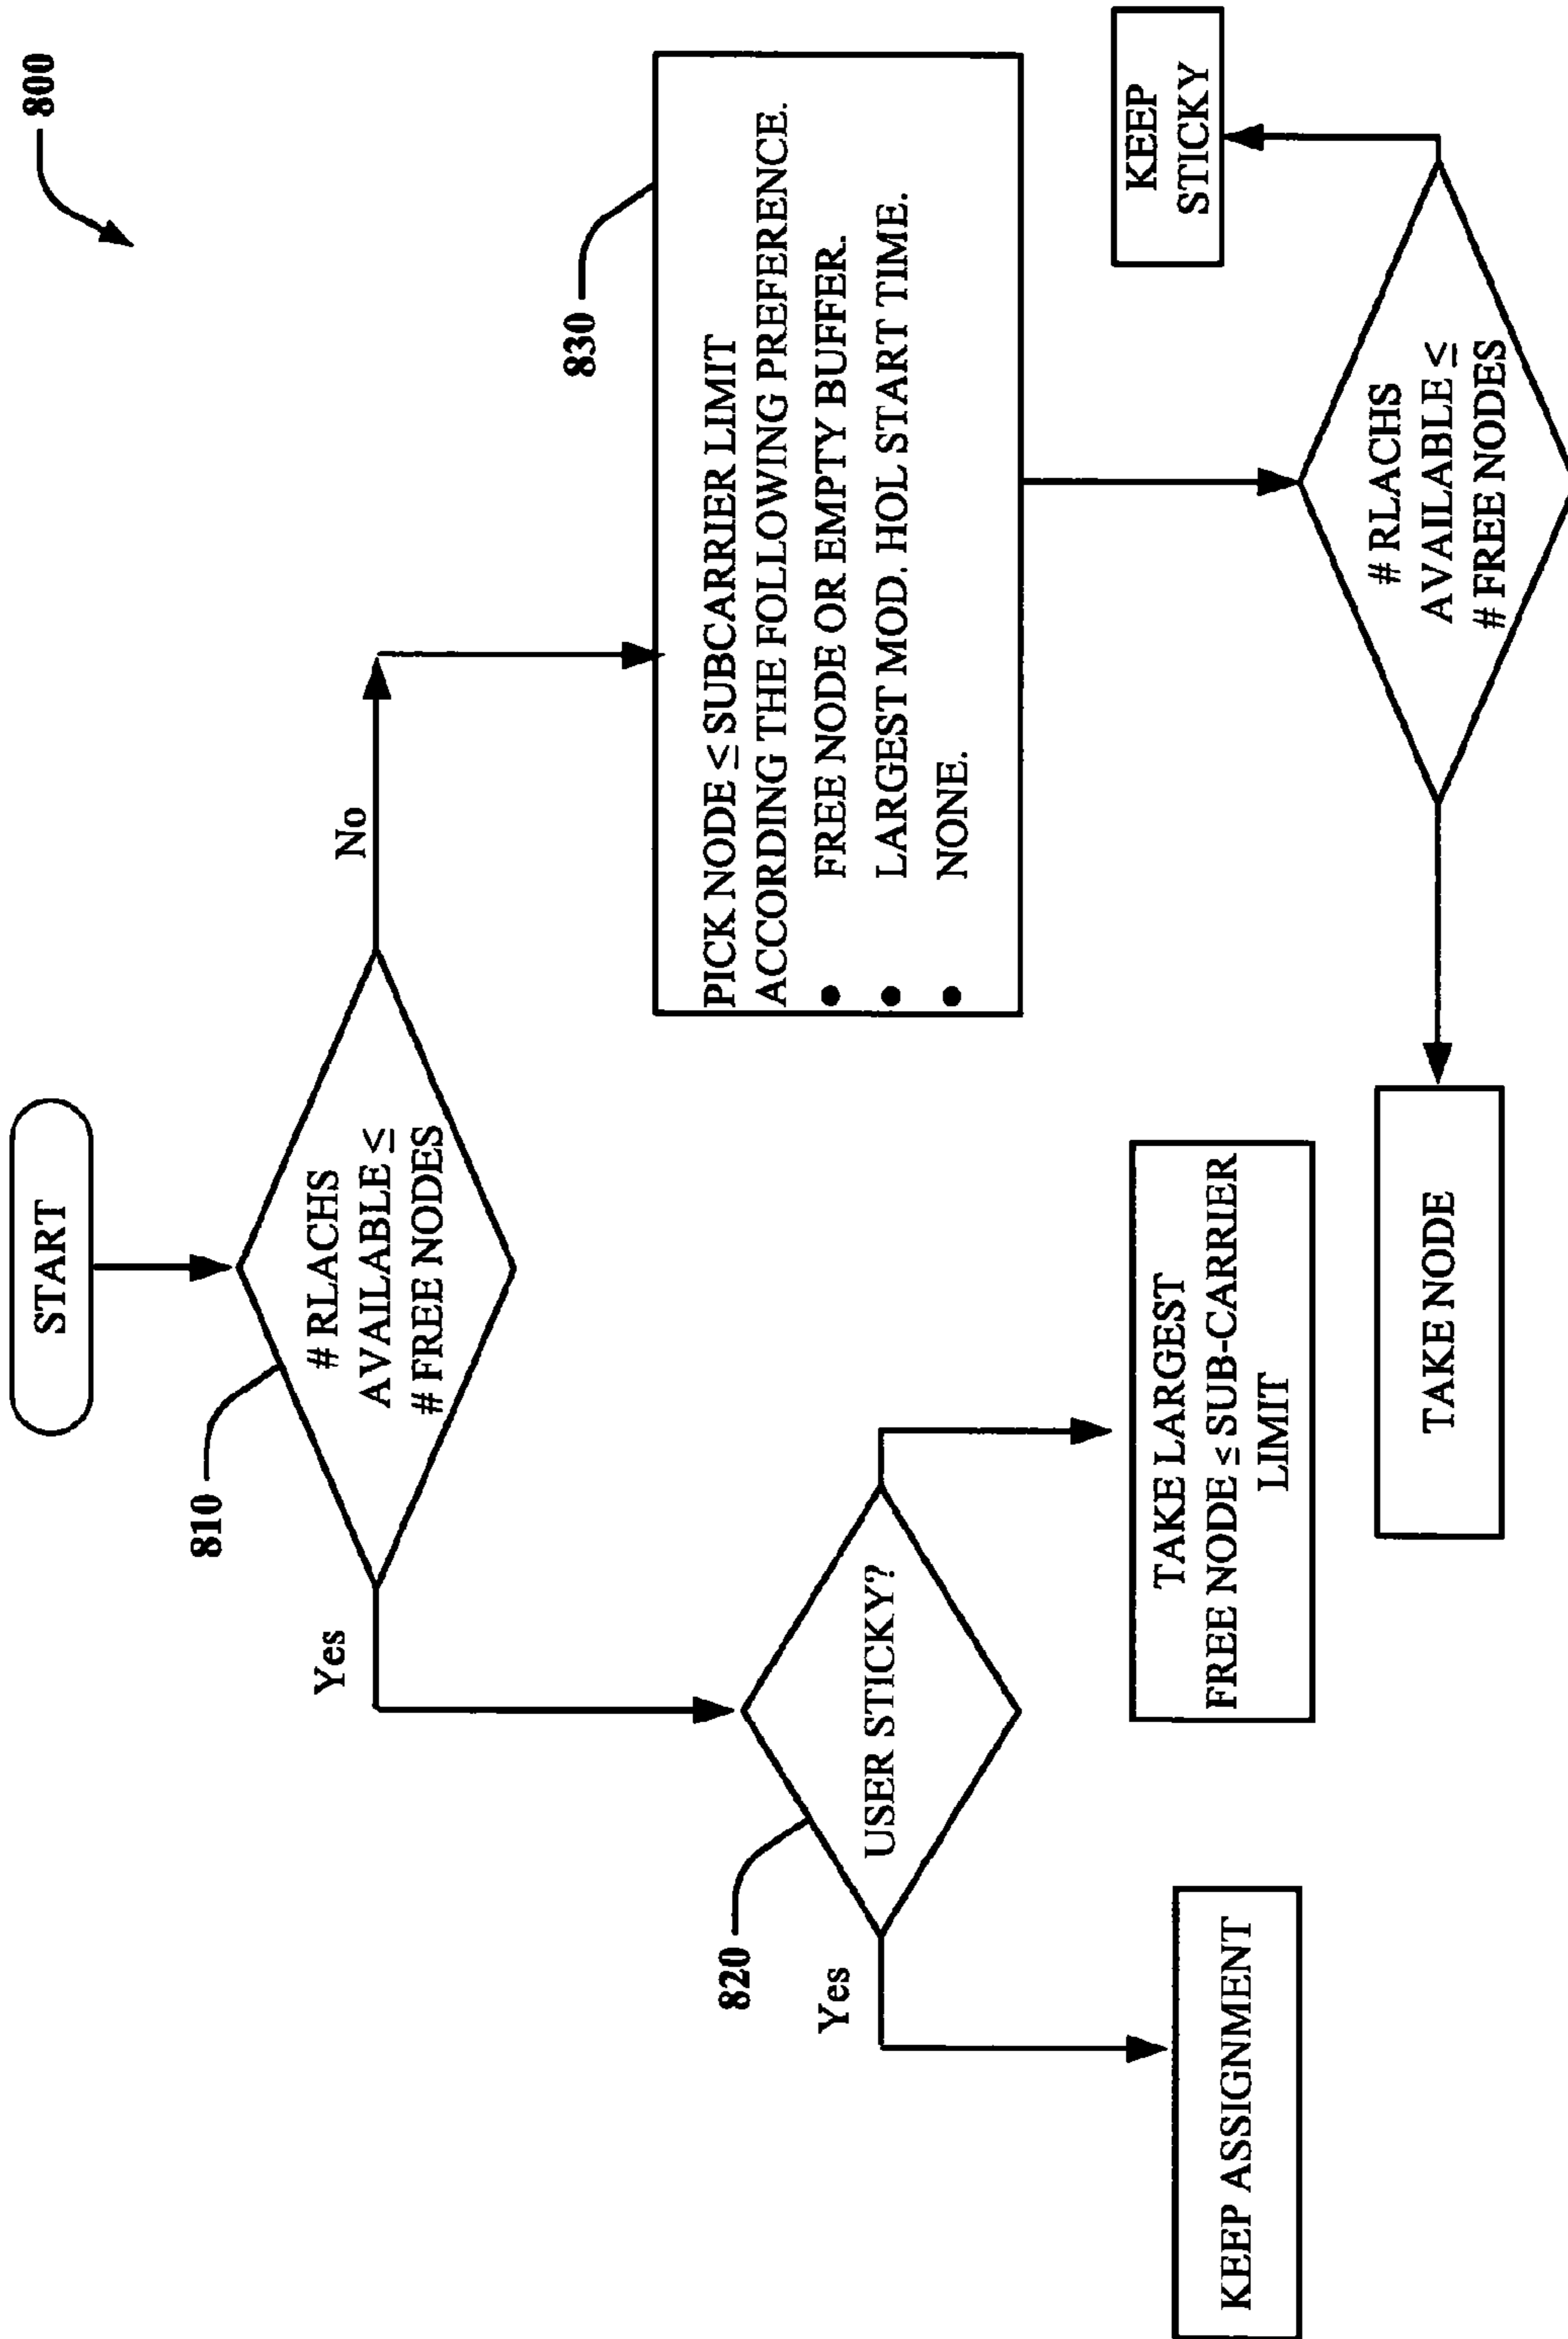 800
START
810
# RLACHS
AVAILABLE ≤
# FREE NODES
Yes
No
820
USER STICKY?
Yes
KEEP ASSIGNMENT
TAKE LARGEST
FREE NODE ≤ SUB-CARRIER
LIMIT
830
PICK NODE ≤ SUBCARRIER LIMIT
ACCORDING THE FOLLOWING PREFERENCE.
● FREE NODE OR EMPTY BUFFER.
● LARGEST MOD. HOL START TIME.
● NONE.
# RLACHS
AVAILABLE ≤
# FREE NODES
TAKE NODE
KEEP
STICKY